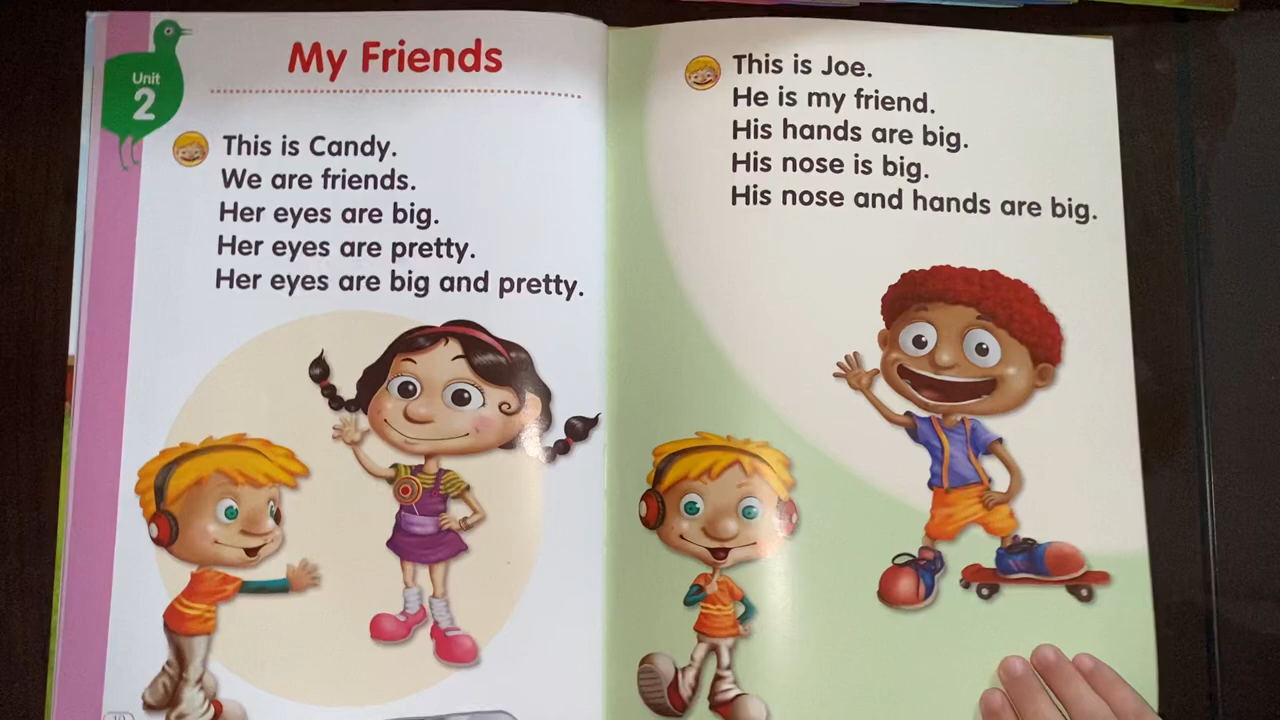 Unit
2
My Friends
This is Candy.
We are friends.
Her eyes are big.
Her eyes are pretty.
Her eyes are big and pretty.
This is Joe.
He is my friend.
His hands are big.
His nose is big.
His nose and hands are big.